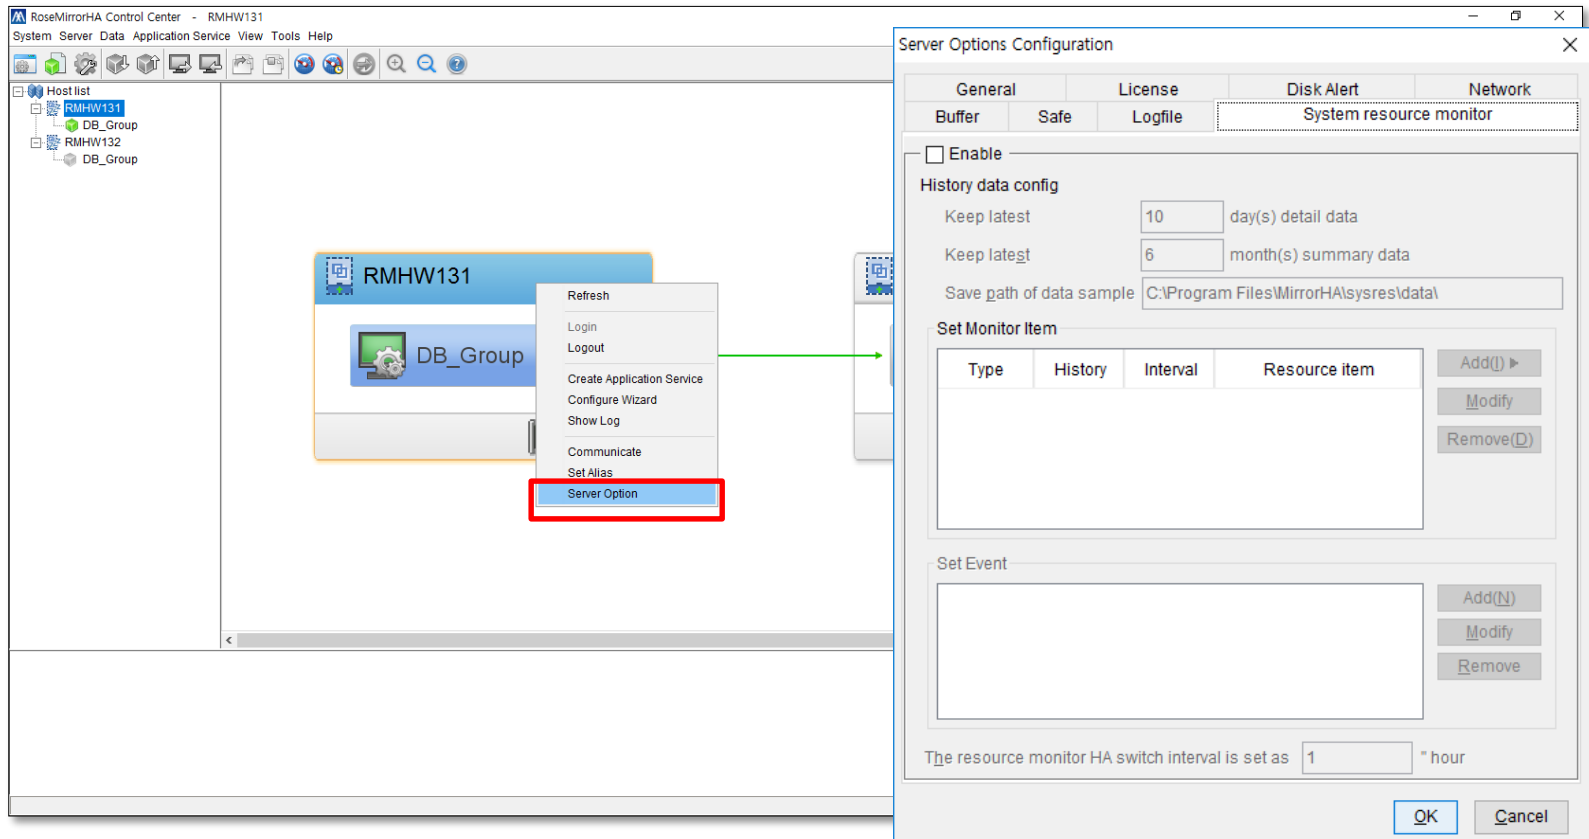 RoseMirrorHA Control Center - RMHW131
System Server Data Application Service View Tools Help
Host list
RMHW131
DB_Group
RMHW132
DB_Group
RMHW131
DB_Group
Refresh
Login
Logout
Create Application Service
Configure Wizard
Show Log
Communicate
Set Alias
Server Option
Server Options Configuration
General License Disk Alert Network
Buffer Safe Logfile System resource monitor
Enable
History data config
Keep latest 10 day(s) detail data
Keep latest 6 month(s) summary data
Save path of data sample C:\Program Files\MirrorHA\sysres\data\
Set Monitor Item
Type History Interval Resource item
Add(I)
Modify
Remove(D)
Set Event
Add(N)
Modify
Remove
The resource monitor HA switch interval is set as 1 " hour
OK Cancel